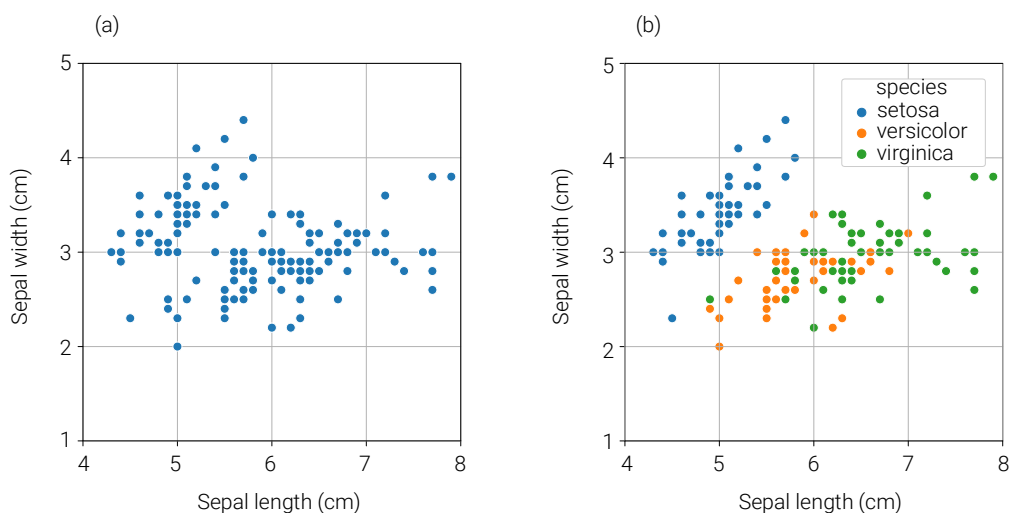 (a)
5
4
3
2
1
4 5 6 7 8
Sepal width (cm)
Sepal length (cm)
(b)
5
4
3
2
1
4 5 6 7 8
Sepal width (cm)
Sepal length (cm)
species
setosa
versicolor
virginica